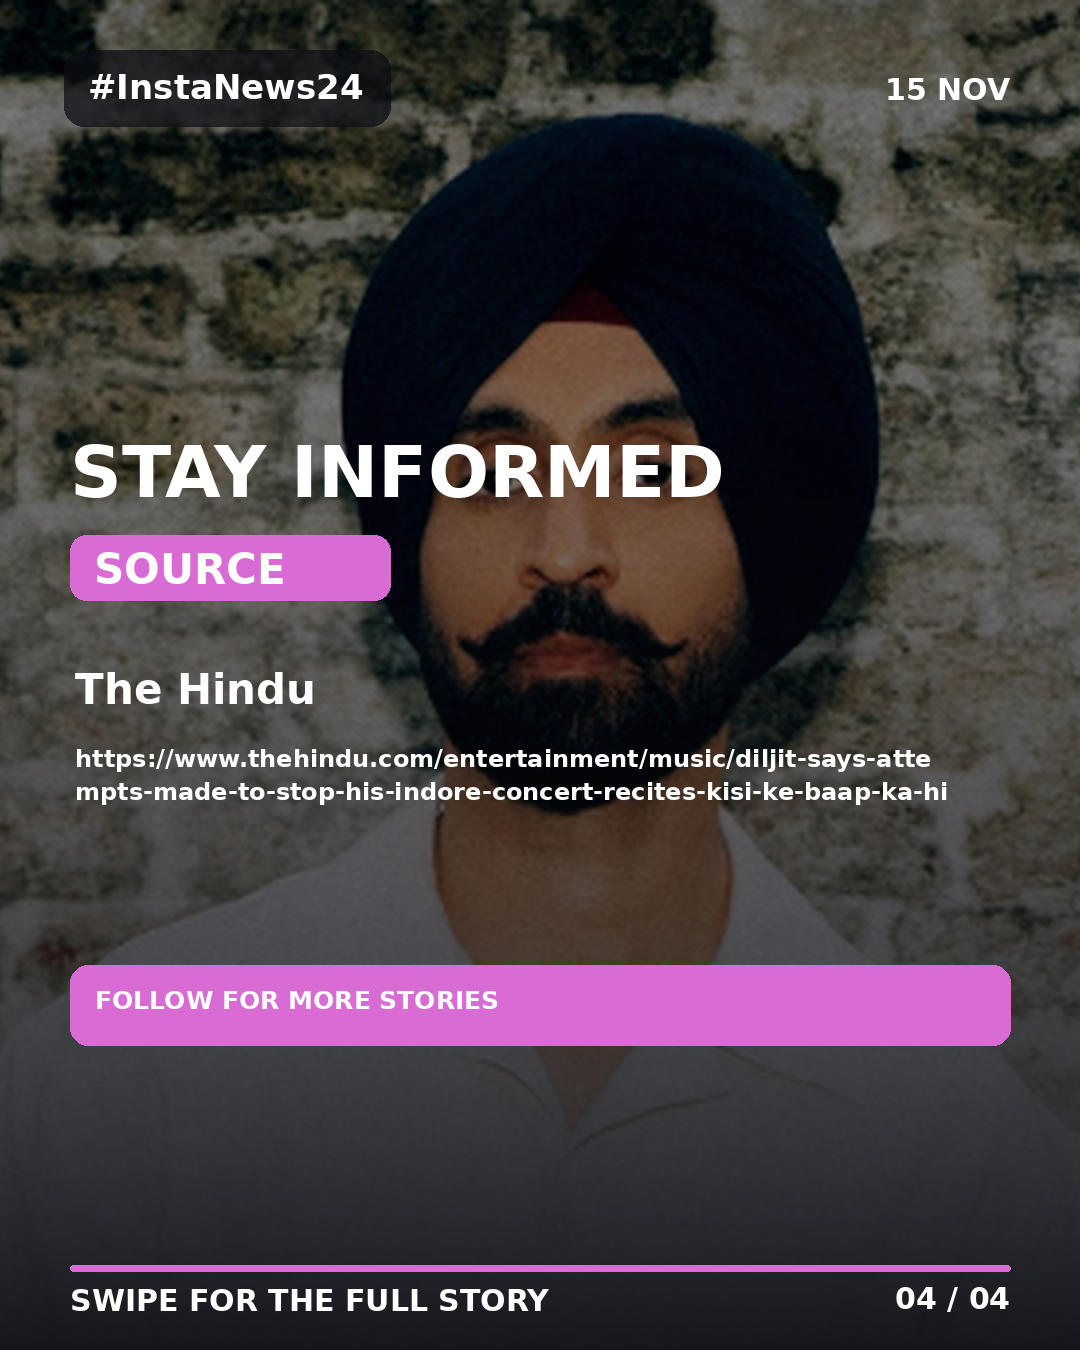 #InstaNews24
15 NOV
STAY INFORMED
SOURCE
The Hindu
https://www.thehindu.com/entertainment/music/diljit-says-atte
mpts-made-to-stop-his-indore-concert-recites-kisi-ke-baap-ka-hi
FOLLOW FOR MORE STORIES
SWIPE FOR THE FULL STORY
04 / 04